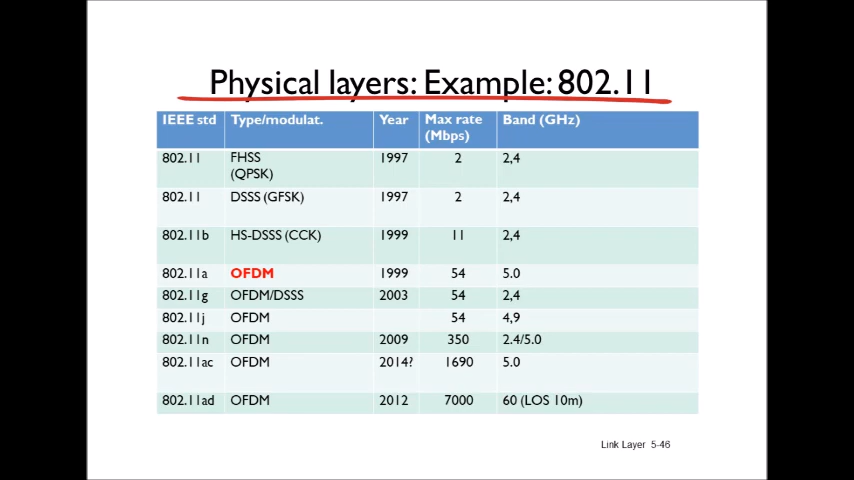 Physical layers: Example: 802.11
IEEE std Type/modulat. Year Max rate (Mbps) Band (GHz)
802.11 FHSS (QPSK) 1997 2 2,4
802.11 DSSS (GFSK) 1997 2 2,4
802.11b HS-DSSS (CCK) 1999 11 2,4
802.11a OFDM 1999 54 5.0
802.11g OFDM/DSSS 2003 54 2,4
802.11j OFDM 54 4,9
802.11n OFDM 2009 350 2.4/5.0
802.11ac OFDM 2014? 1690 5.0
802.11ad OFDM 2012 7000 60 (LOS 10m)
Link Layer 5-46